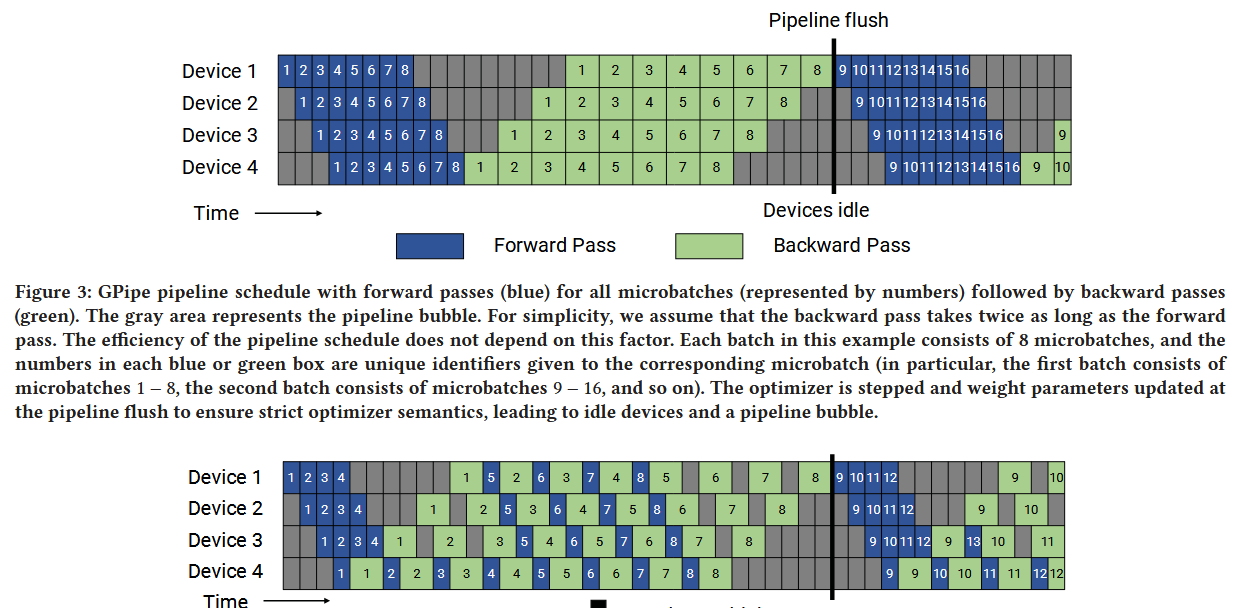 Pipeline flush
Device 1 1 2 3 4 5 6 7 8 1 2 3 4 5 6 7 8 9 10 11 12 13 14 15 16
Device 2 1 2 3 4 5 6 7 8 1 2 3 4 5 6 7 8 9 10 11 12 13 14 15 16
Device 3 1 2 3 4 5 6 7 8 1 2 3 4 5 6 7 8 9 10 11 12 13 14 15 16 9
Device 4 1 2 3 4 5 6 7 8 1 2 3 4 5 6 7 8 9 10 11 12 13 14 15 16 9 10
Time Devices idle
Forward Pass Backward Pass
Figure 3: GPipe pipeline schedule with forward passes (blue) for all microbatches (represented by numbers) followed by backward passes
(green). The gray area represents the pipeline bubble. For simplicity, we assume that the backward pass takes twice as long as the forward
pass. The efficiency of the pipeline schedule does not depend on this factor. Each batch in this example consists of 8 microbatches, and the
numbers in each blue or green box are unique identifiers given to the corresponding microbatch (in particular, the first batch consists of
microbatches 1 – 8, the second batch consists of microbatches 9 – 16, and so on). The optimizer is stepped and weight parameters updated at
the pipeline flush to ensure strict optimizer semantics, leading to idle devices and a pipeline bubble.
Device 1 1 2 3 4 1 5 2 6 3 7 4 8 5 6 7 8 9 10 11 12 9 10
Device 2 1 2 3 4 1 2 5 3 6 4 7 5 8 6 7 8 9 10 11 12 9 10
Device 3 1 2 3 4 1 2 3 5 4 6 5 7 6 8 7 8 9 10 11 12 9 13 10 11
Device 4 1 1 2 2 3 3 4 4 5 5 6 6 7 7 8 8 9 9 10 10 11 11 12 12
Time